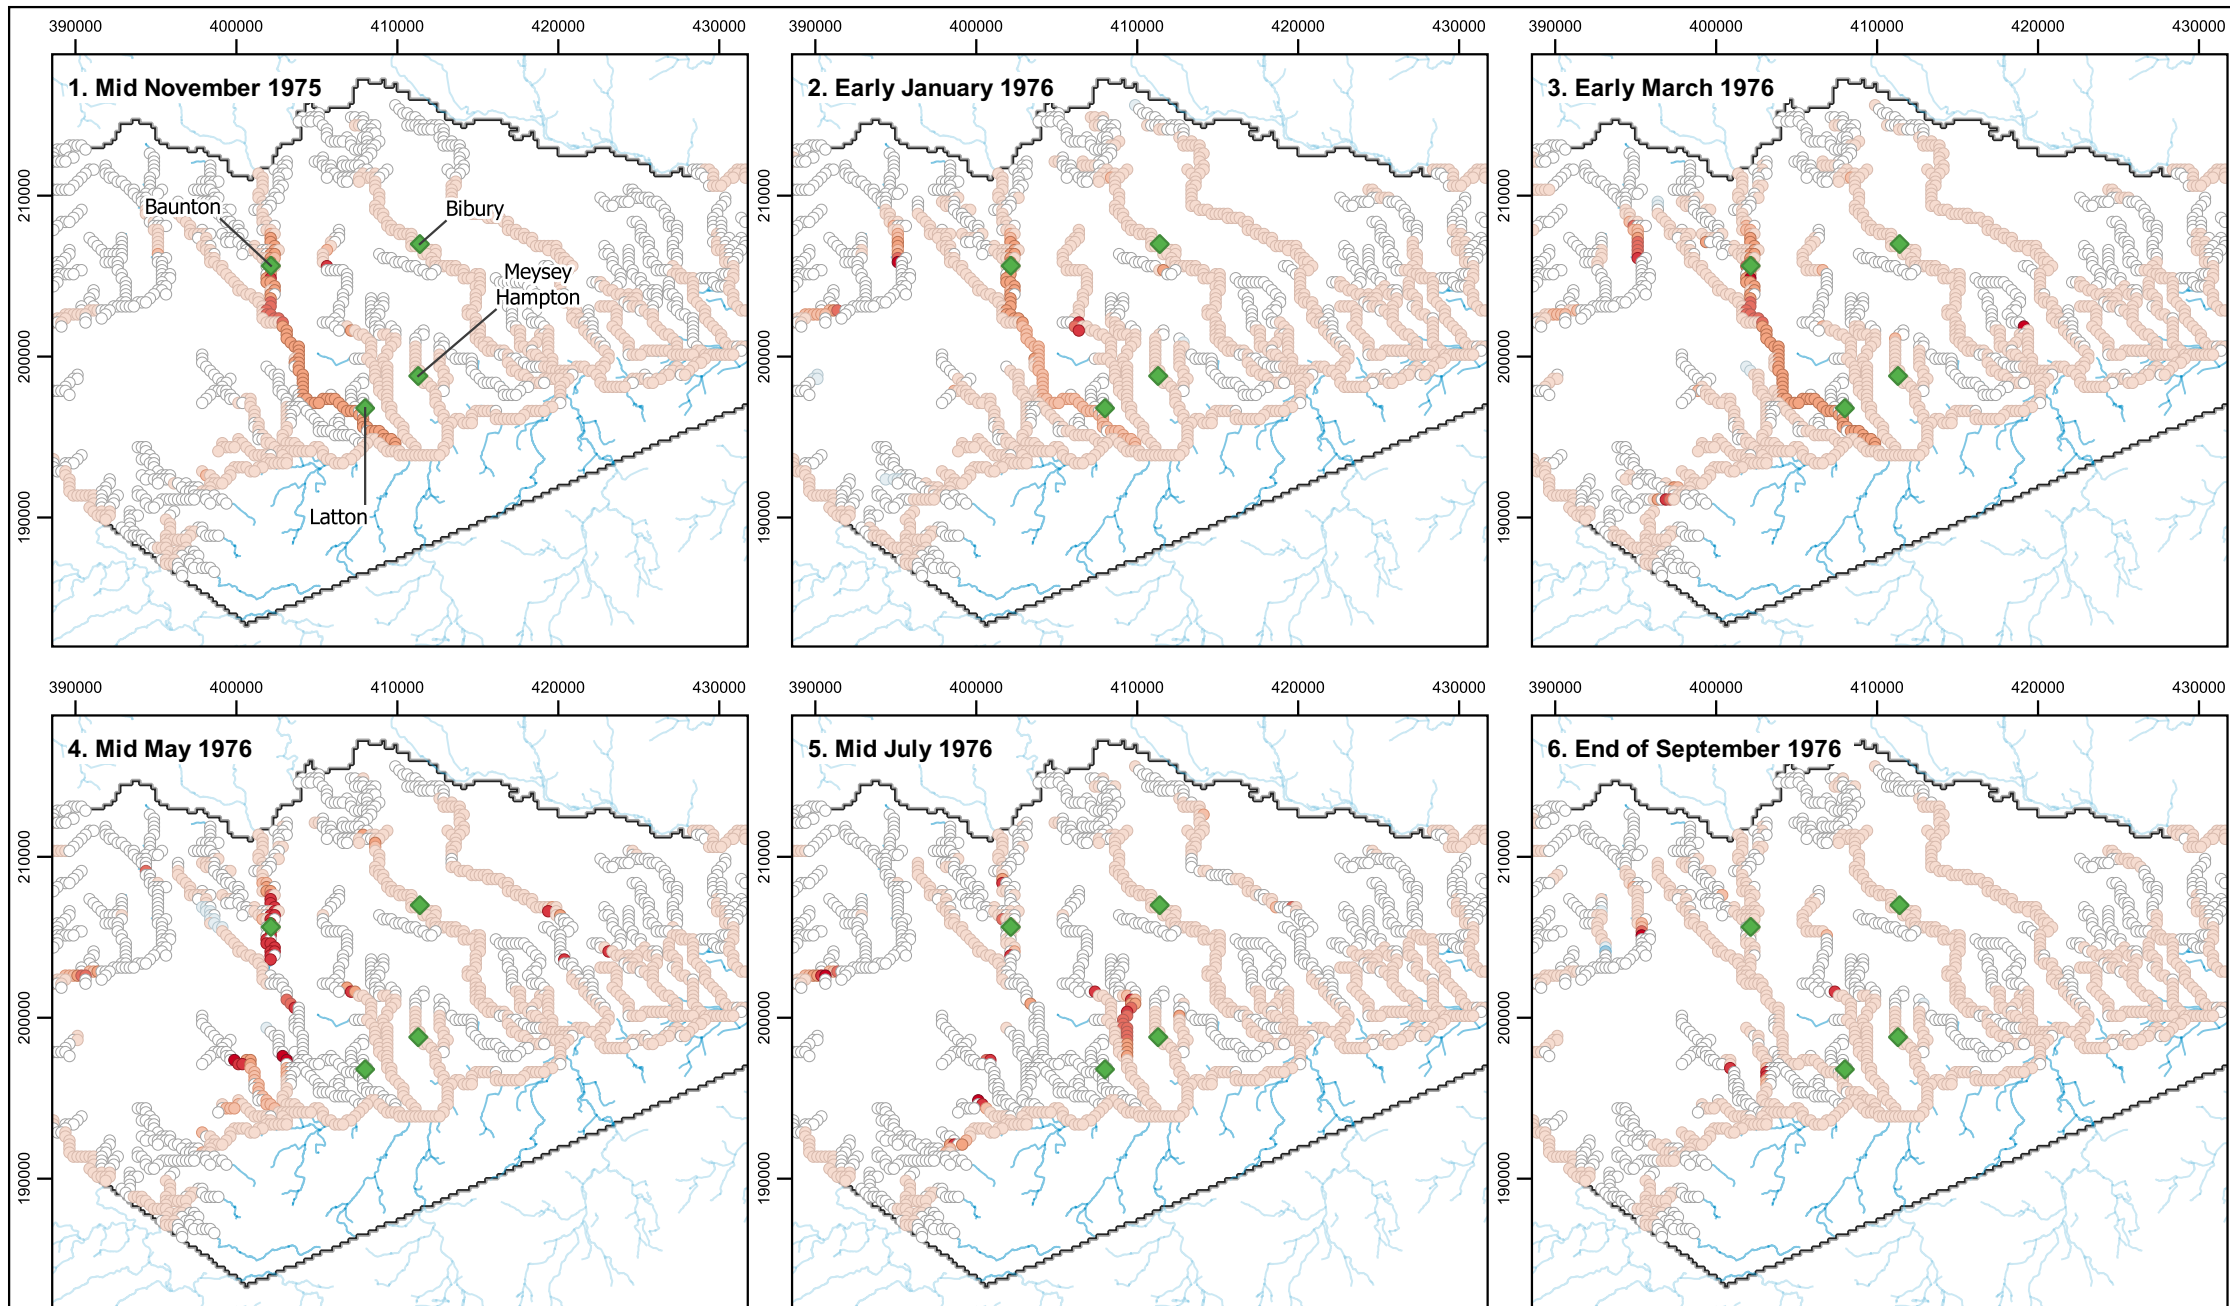 390000 400000 410000 420000 430000
390000 400000 410000 420000 430000
390000 400000 410000 420000 430000
1. Mid November 1975
2. Early January 1976
3. Early March 1976
210000
200000
190000
210000
200000
190000
210000
200000
190000
Baunton
Bibury
Meysey
Hampton
Latton
390000 400000 410000 420000 430000
390000 400000 410000 420000 430000
390000 400000 410000 420000 430000
4. Mid May 1976
5. Mid July 1976
6. End of September 1976
210000
200000
190000
210000
200000
190000
210000
200000
190000